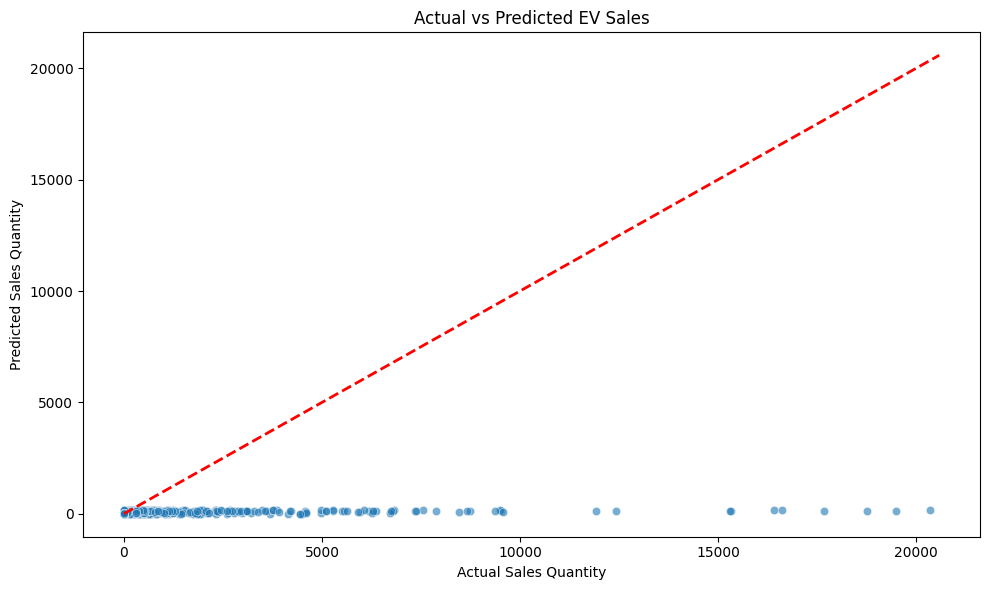 Actual vs Predicted EV Sales
20000
15000
10000
5000
0
Predicted Sales Quantity
0 5000 10000 15000 20000
Actual Sales Quantity